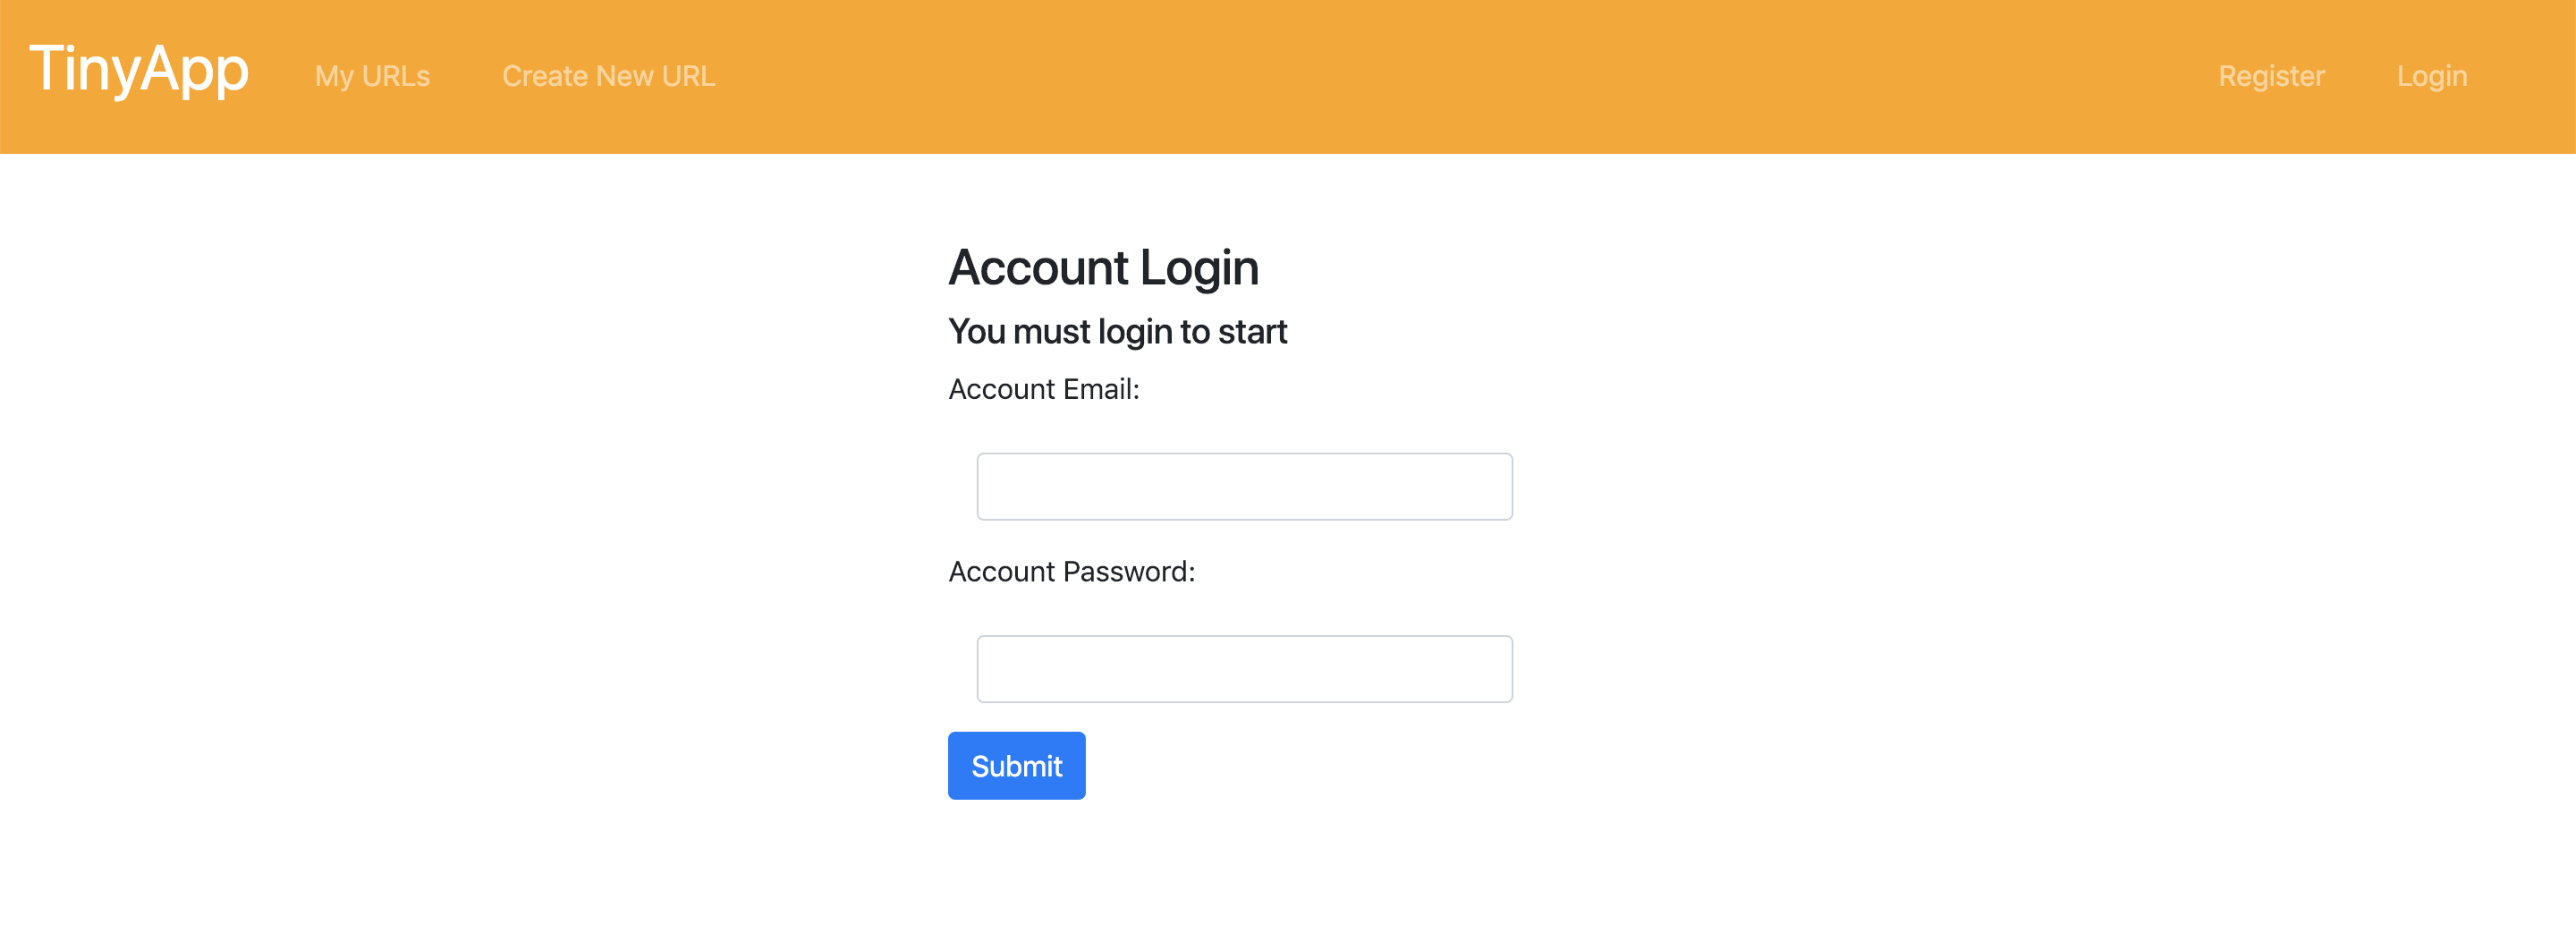 TinyApp My URLs Create New URL Register Login
Account Login
You must login to start
Account Email:
Account Password:
Submit